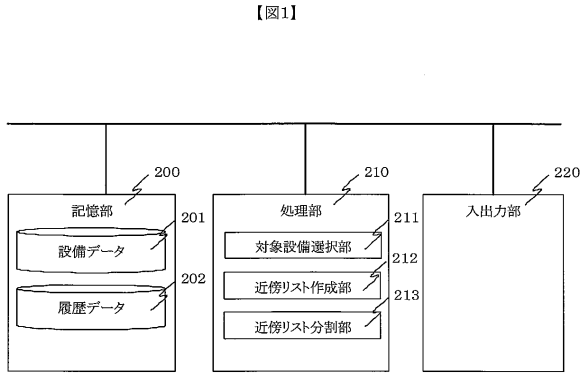 【図1】
200
記憶部
201
設備データ
202
履歴データ
210
処理部
211
対象設備選択部
212
近傍リスト作成部
213
近傍リスト分割部
220
入出力部